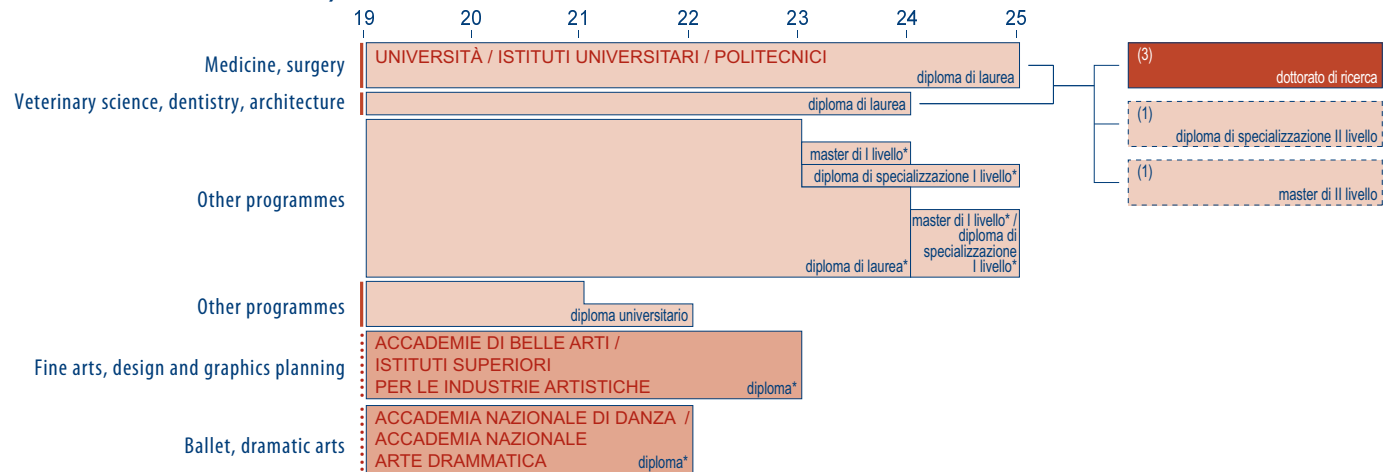 19 20 21 22 23 24 25
Medicine, surgery
UNIVERSITÀ / ISTITUTI UNIVERSITARI / POLITECNICI
diploma di laurea
(3)
dottorato di ricerca
Veterinary science, dentistry, architecture
diploma di laurea
(1)
diploma di specializzazione II livello
Other programmes
master di I livello*
diploma di specializzazione I livello*
(1)
master di II livello
master di I livello* /
diploma di
specializzazione
I livello*
diploma di laurea*
Other programmes
diploma universitario
Fine arts, design and graphics planning
ACCADEMIE DI BELLE ARTI /
ISTITUTI SUPERIORI
PER LE INDUSTRIE ARTISTICHE
diploma*
Ballet, dramatic arts
ACCADEMIA NAZIONALE DI DANZA /
ACCADEMIA NAZIONALE
ARTE DRAMMATICA
diploma*